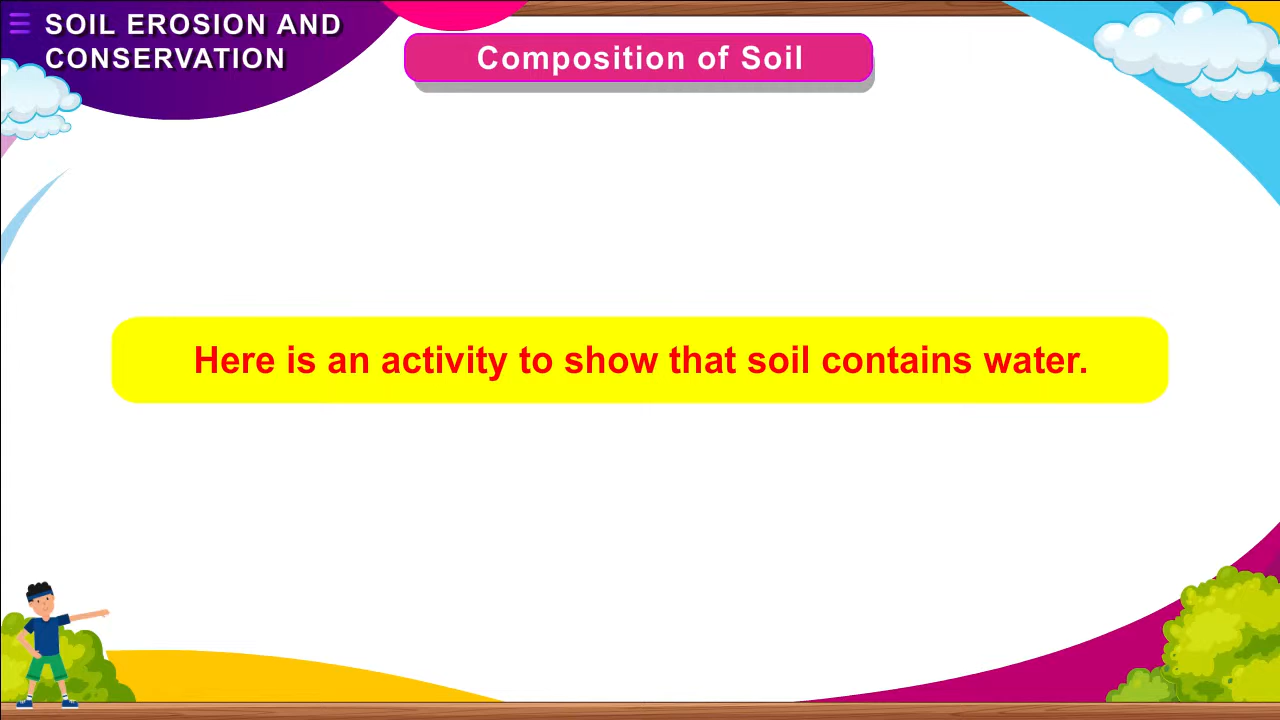 SOIL EROSION AND
CONSERVATION
Composition of Soil
Here is an activity to show that soil contains water.